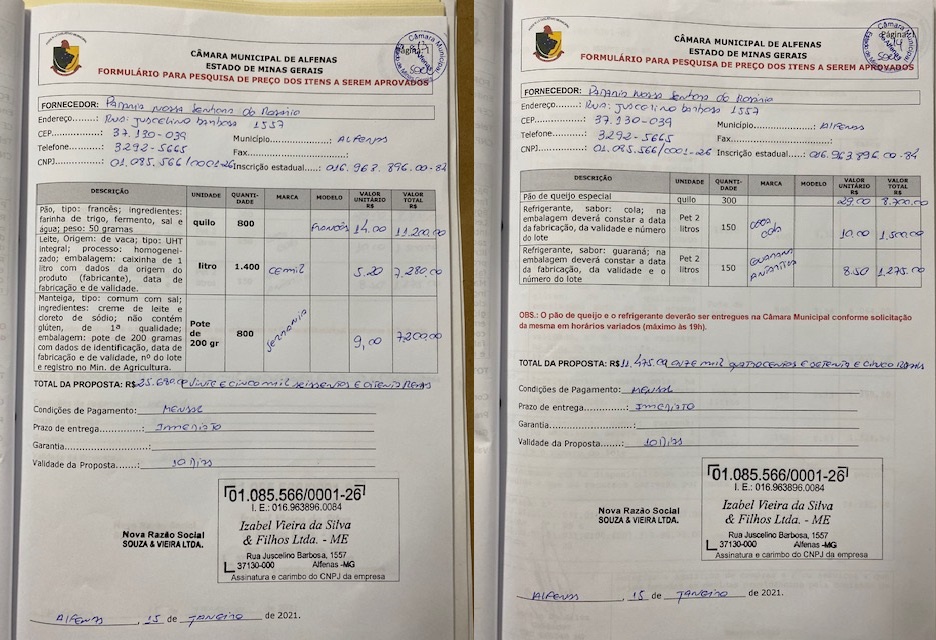 CÂMARA MUNICIPAL DE ALFENAS
ESTADO DE MINAS GERAIS
FORMULÁRIO PARA PESQUISA DE PREÇO DOS ITENS A SEREM APROVADOS
FORNECEDOR: Padaria Nossa Senhora do Rosário
Endereço.......: Rua: Juscelino Barbosa 1557
CEP...............: 37.130-039 Município.................: ALFENAS
Telefone.........: 3292-5665 Fax.........................:
CNPJ..............: 01.085.566/0001-26 Inscrição estadual....:
DESCRIÇÃO UNIDADE QUANTI-DADE MARCA MODELO VALOR UNITÁRIO R$ VALOR TOTAL R$
Pão, tipo: francês; ingredientes:
farinha de trigo, fermento, sal e
água; peso: 50 gramas
quilo 800 francês 14.00 11.200,00
Leite, Origem: de vaca; tipo: UHT
integral; processo: homogenei-
zado; embalagem: caixinha de 1
litro com dados da origem do
produto (fabricante), data de
fabricação e de validade.
litro 1.400 cemil 5.20 7.280,00
Manteiga, tipo: comum com sal;
ingredientes: creme de leite e
cloreto de sódio; não contém
glúten, de 1ª qualidade;
embalagem: pote de 200 gramas
com dados de identificação, data de
fabricação e de validade, nº do lote
e registro no Min. de Agricultura.
Pote de 200 gr 800 9,00 7.200,00
TOTAL DA PROPOSTA: R$ 25.680,00 vinte e cinco mil seissentos e oitenta Reais
Condições de Pagamento: MENSAL
Prazo de entrega.............: IMEDIATO
Garantia..........................:
Validade da Proposta.......: 10 Dias
Nova Razão Social
SOUZA & VIEIRA LTDA.
01.085.566/0001-26
I. E.: 016.963896.0084
Izabel Vieira da Silva
& Filhos Ltda. - ME
Rua Juscelino Barbosa, 1557
37130-000 Alfenas -MG
Assinatura e carimbo do CNPJ da empresa
ALFENAS, 15 de JANEIRO de 2021.
CÂMARA MUNICIPAL DE ALFENAS
ESTADO DE MINAS GERAIS
FORMULÁRIO PARA PESQUISA DE PREÇO DOS ITENS A SEREM APROVADOS
FORNECEDOR: Padaria Nossa Senhora do Rosário
Endereço.......: Rua: Juscelino Barbosa 1557
CEP...............: 37.130-039 Município.................: Alfenas
Telefone.........: 3292-5665 Fax.........................:
CNPJ..............: 01.085.566/0001-26 Inscrição estadual....: 016.963896.00-84
DESCRIÇÃO UNIDADE QUANTI-DADE MARCA MODELO VALOR UNITÁRIO R$ VALOR TOTAL R$
Pão de queijo especial quilo 300 29.00 8.700,00
Refrigerante, sabor: cola; na
embalagem deverá constar a data
da fabricação, da validade e número
do lote
Pet 2 litros 150 10.00 1.500,00
Refrigerante, sabor: guaraná; na
embalagem deverá constar a data
da fabricação, da validade e o
número do lote
Pet 2 litros 150 GUARANÁ ANTARTICA 8.50 1.275.00
OBS.: O pão de queijo e o refrigerante deverão ser entregues na Câmara Municipal conforme solicitação
da mesma em horários variados (máximo às 19h).
TOTAL DA PROPOSTA: R$ 11.475.00 onze mil quatrocentos e setenta e cinco Reais
Condições de Pagamento: MENSAL
Prazo de entrega.............: IMEDIATO
Garantia..........................:
Validade da Proposta.......: 10 Dias
Nova Razão Social
SOUZA & VIEIRA LTDA.
01.085.566/0001-26
I. E.: 016.963896.0084
Izabel Vieira da Silva
& Filhos Ltda. - ME
Rua Juscelino Barbosa, 1557
37130-000 Alfenas -MG
Assinatura e carimbo do CNPJ da empresa
ALFENAS, 15 de JANEIRO de 2021.